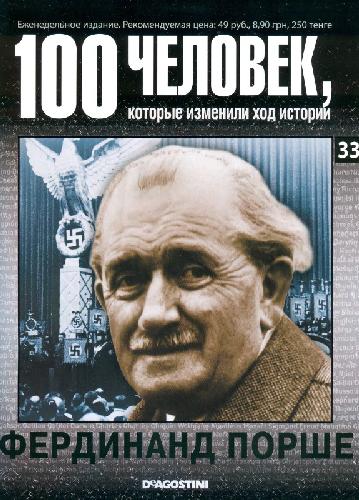 Еженедельное издание. Рекомендуемая цена: 49 руб., 8,90 грн, 250 тенге
100 ЧЕЛОВЕК,
которые изменили ход истории
33
ФЕРДИНАНД ПОРШЕ
DeAGOSTINI